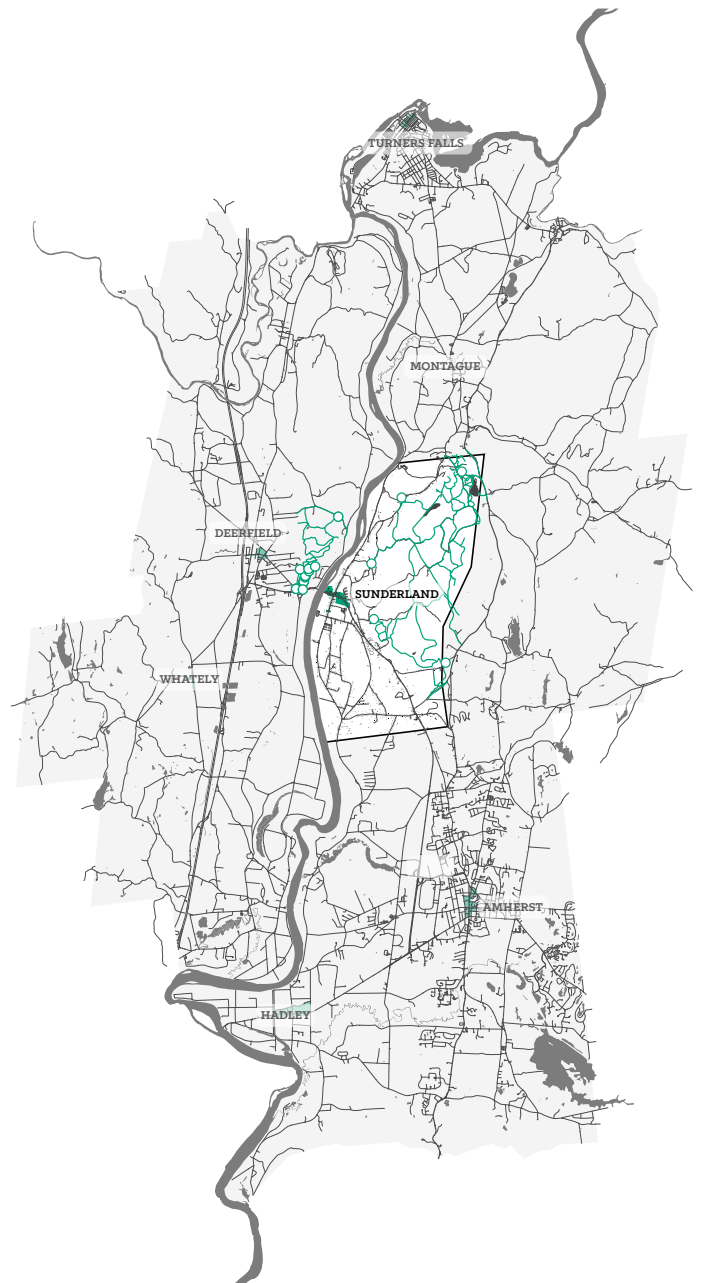 TURNERS FALLS
MONTAGUE
DEERFIELD
SUNDERLAND
WHATELY
AMHERST
HADLEY